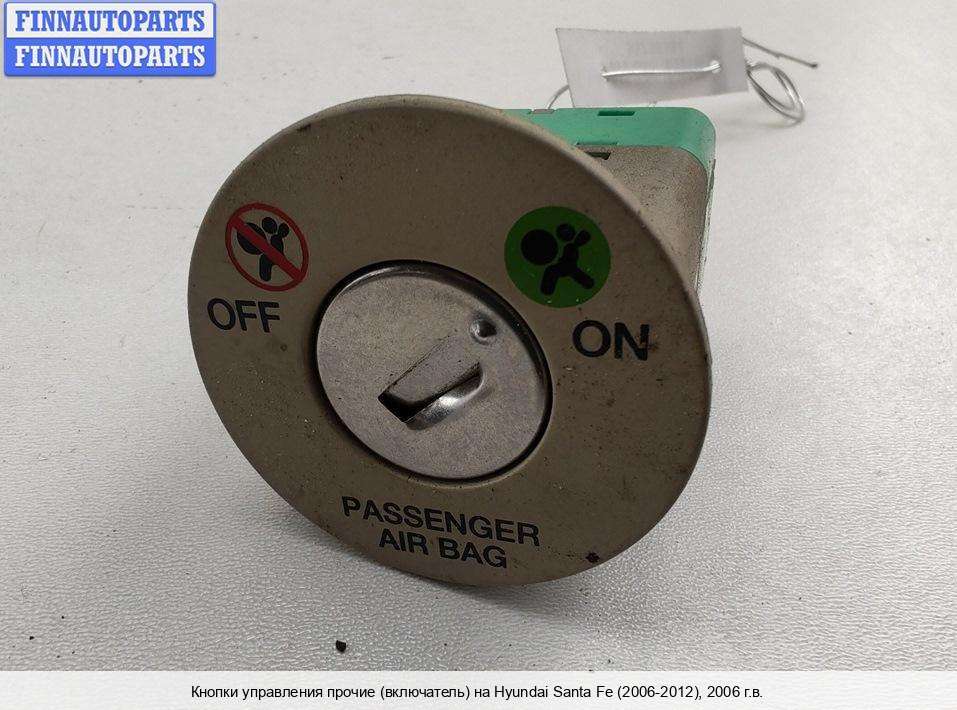 FINNAUTOPARTS
FINNAUTOPARTS
OFF
ON
PASSENGER
AIR BAG
Кнопки управления прочие (включатель) на Hyundai Santa Fe (2006-2012), 2006 г.в.